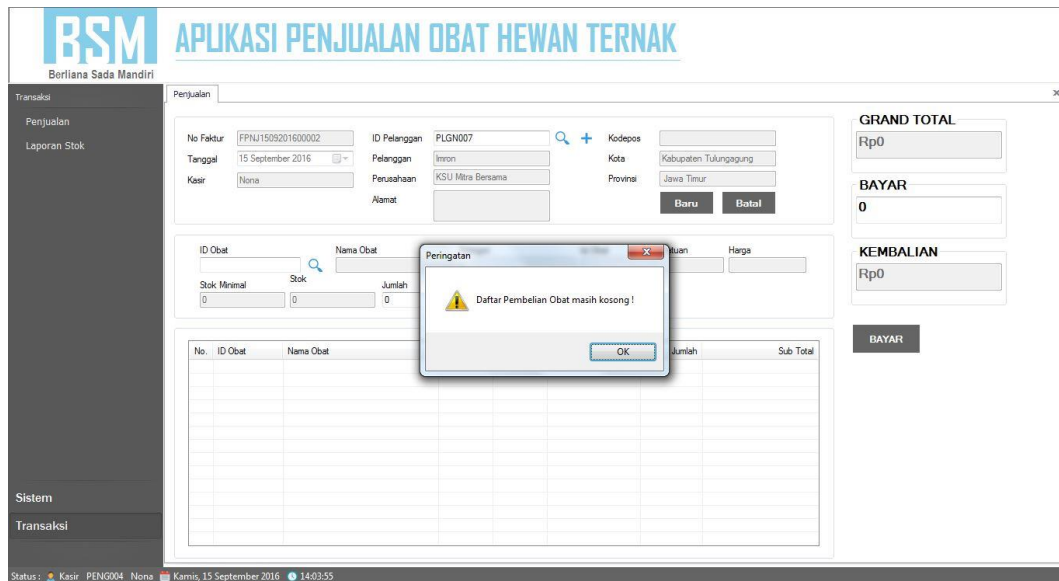 BSM APLIKASI PENJUALAN OBAT HEWAN TERNAK
Berliana Sada Mandiri
Transaksi
Penjualan
Laporan Stok
Sistem
Transaksi
Penjualan
No Faktur FPNJ1509201600002 ID Pelanggan PLGN007 Kodepos
Tanggal 15 September 2016 Pelanggan Imron Kota Kabupaten Tulungagung
Kasir Nona Perusahaan KSU Mitra Bersama Provinsi Jawa Timur
Alamat Baru Batal
ID Obat Nama Obat Harga
Stok Minimal Stok Jumlah
0 0 0
Peringatan
Daftar Pembelian Obat masih kosong !
OK
No. ID Obat Nama Obat Jumlah Sub Total
GRAND TOTAL
Rp0
BAYAR
0
KEMBALIAN
Rp0
BAYAR
Status : Kasir PENG004 Nona Kamis, 15 September 2016 14:03:55